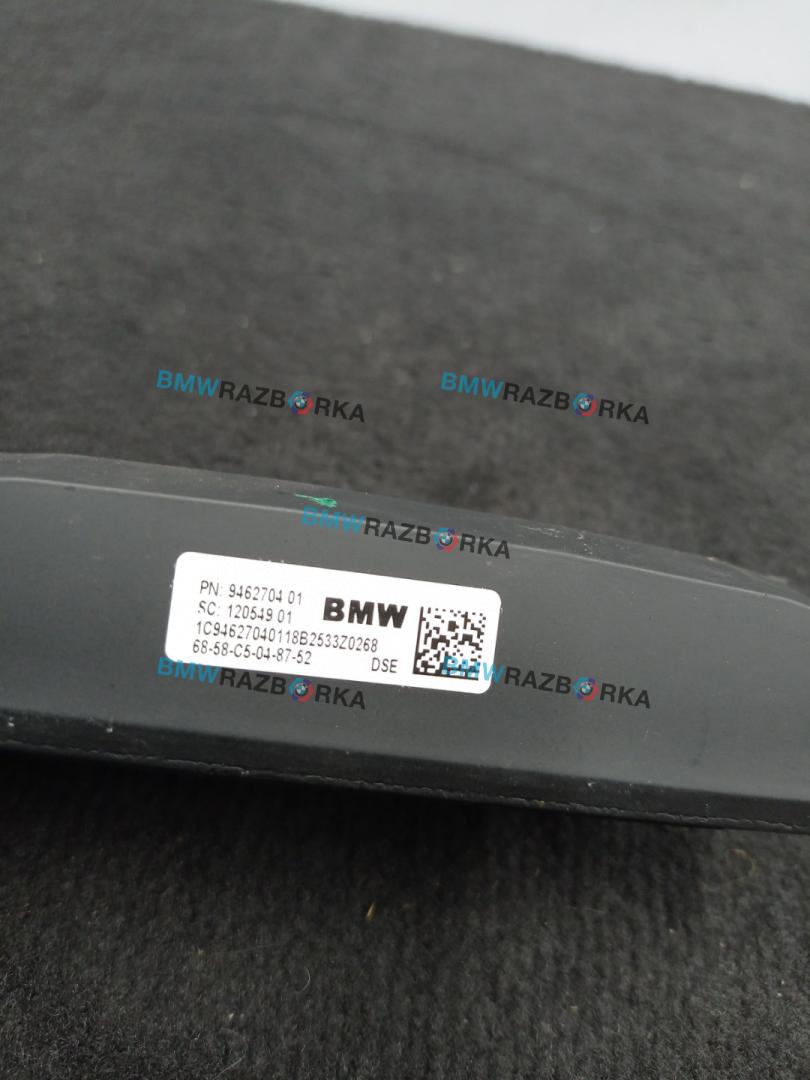 BMWRAZBORKA
BMWRAZBORKA
BMWRAZBORKA
PN: 9462704 01
SC: 120549 01
BMW
1C94627040118B2533Z0268
68-58-C5-04-87-52
DSE
BMWRAZBORKA
BMWRAZBORKA